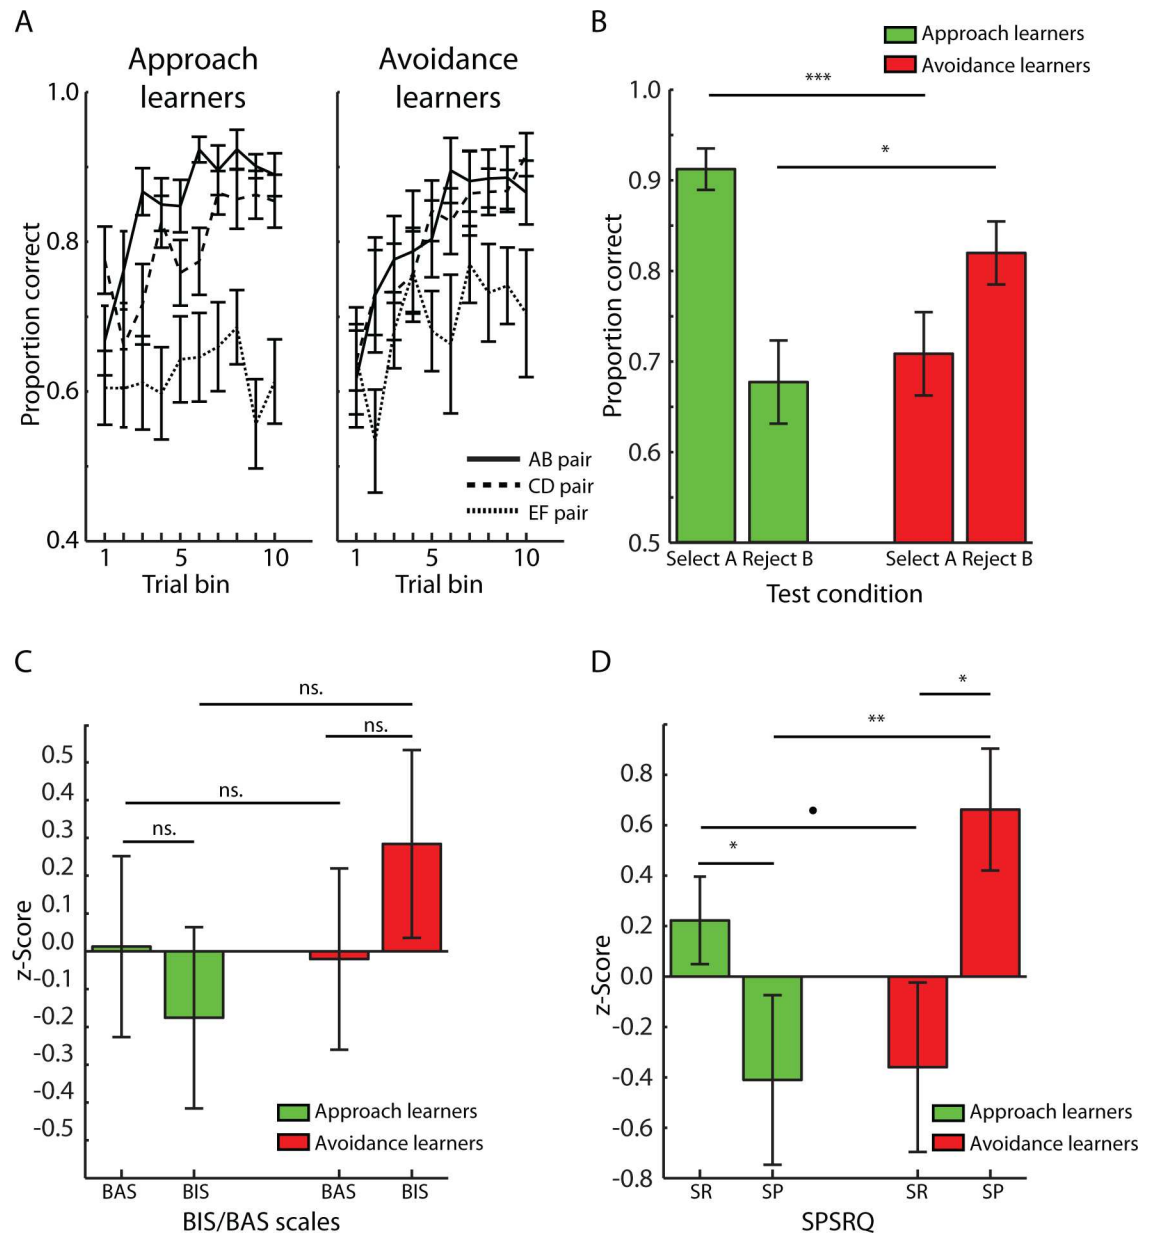 A
Approach
learners
Avoidance
learners
1.0
0.8
0.6
0.4
Proportion correct
AB pair
CD pair
EF pair
1 5 10
1 5 10
Trial bin
Trial bin
B
Approach learners
Avoidance learners
***
*
1.0
0.9
0.8
0.7
0.6
0.5
Proportion correct
Select A Reject B
Select A Reject B
Test condition
C
ns.
ns.
ns.
ns.
0.5
0.4
0.3
0.2
0.1
0.0
-0.1
-0.2
-0.3
-0.4
-0.5
z-Score
Approach learners
Avoidance learners
BAS BIS BAS BIS
BIS/BAS scales
D
*
**
•
*
0.8
0.6
0.4
0.2
0.0
-0.2
-0.4
-0.6
-0.8
z-Score
Approach learners
Avoidance learners
SR SP SR SP
SPSRQ